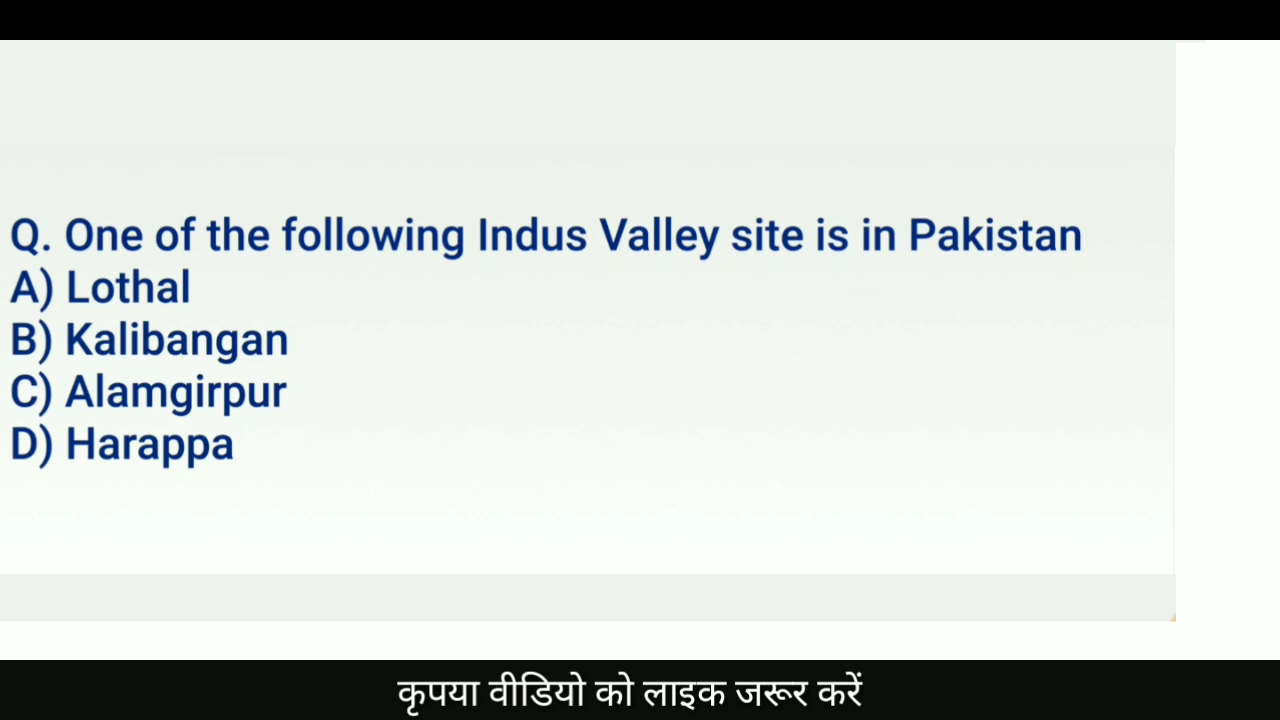 Q. One of the following Indus Valley site is in Pakistan
A) Lothal
B) Kalibangan
C) Alamgirpur
D) Harappa
कृपया वीडियो को लाइक जरूर करें